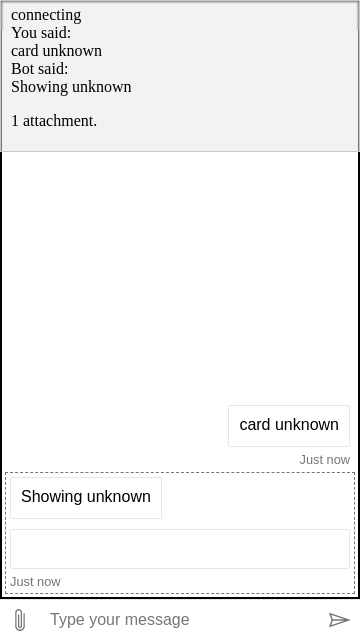 connecting
You said:
card unknown
Bot said:
Showing unknown
1 attachment.
card unknown
Just now
Showing unknown
Just now
Type your message